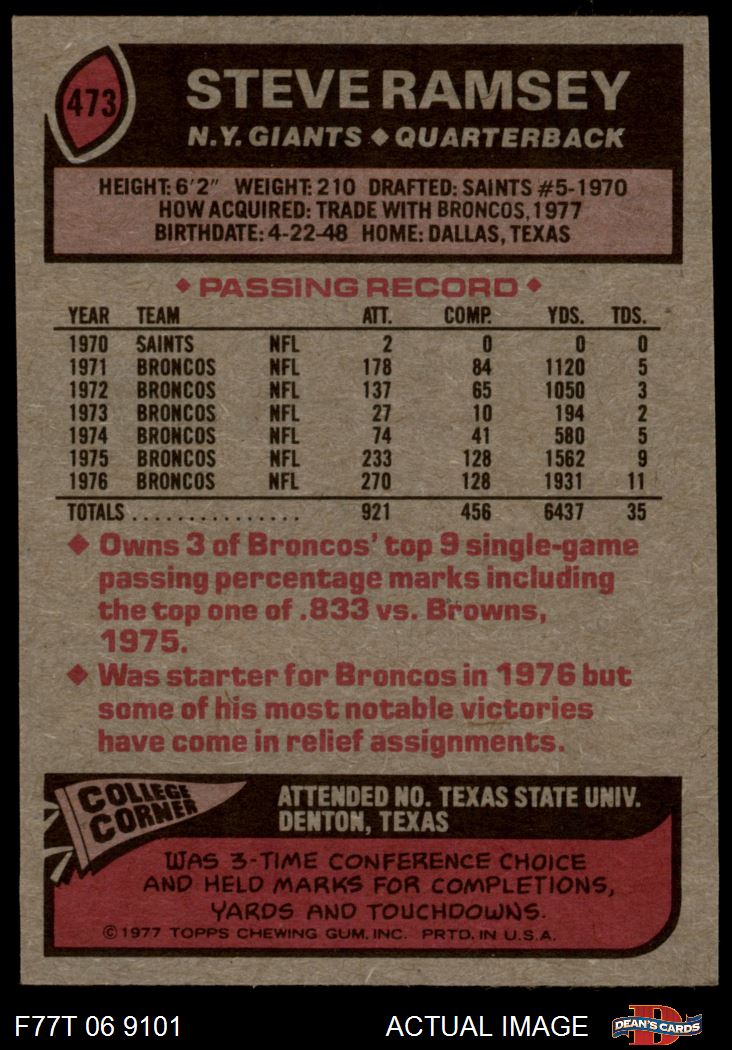 473
STEVE RAMSEY
N.Y. GIANTS ♦ QUARTERBACK
HEIGHT: 6'2" WEIGHT: 210 DRAFTED: SAINTS #5-1970
HOW ACQUIRED: TRADE WITH BRONCOS, 1977
BIRTHDATE: 4-22-48 HOME: DALLAS, TEXAS
♦ PASSING RECORD ♦
YEAR TEAM ATT. COMP. YDS. TDS.
1970 SAINTS NFL 2 0 0 0
1971 BRONCOS NFL 178 84 1120 5
1972 BRONCOS NFL 137 65 1050 3
1973 BRONCOS NFL 27 10 194 2
1974 BRONCOS NFL 74 41 580 5
1975 BRONCOS NFL 233 128 1562 9
1976 BRONCOS NFL 270 128 1931 11
TOTALS................ 921 456 6437 35
♦ Owns 3 of Broncos' top 9 single-game
passing percentage marks including
the top one of .833 vs. Browns,
1975.
♦ Was starter for Broncos in 1976 but
some of his most notable victories
have come in relief assignments.
COLLEGE
CORNER
ATTENDED NO. TEXAS STATE UNIV.
DENTON, TEXAS
WAS 3-TIME CONFERENCE CHOICE
AND HELD MARKS FOR COMPLETIONS,
YARDS AND TOUCHDOWNS.
©1977 TOPPS CHEWING GUM, INC. PRTD. IN U.S.A.
F77T 06 9101 ACTUAL IMAGE D DEAN'S CARDS